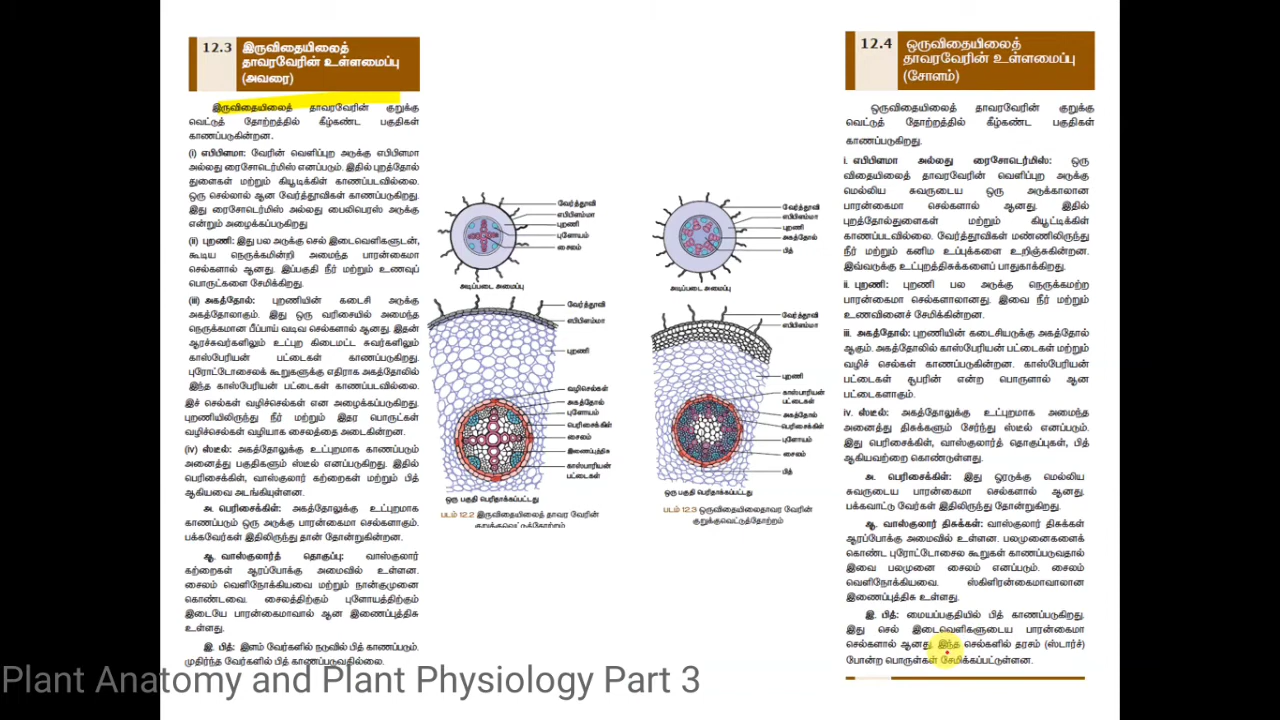 12.3 இருவிதையிலைத்
தாவரவேரின் உள்ளமைப்பு
(அவரை)
இருவிதையிலைத் தாவரவேரின் குறுக்கு
வெட்டுத் தோற்றத்தில் கீழ்கண்ட பகுதிகள்
காணப்படுகின்றன.
(i) எபிபிளமா: வேரின் வெளிப்புற அடுக்கு எபிபிளமா
அல்லது ரைசோடெர்மிஸ் எனப்படும். இதில் புறத்தோல்
துளைகள் மற்றும் கியூடிக்கிள் காணப்படவில்லை.
ஒரு செல்லால் ஆன வேர்த்தூவிகள் காணப்படுகிறது.
இது ரைசோடெர்மிஸ் அல்லது பைலிபெரஸ் அடுக்கு
என்றும் அழைக்கப்படுகிறது
(ii) புறணி: இது பல அடுக்கு செல் இடைவெளிகளுடன்,
கூடிய நெருக்கமின்றி அமைந்த பாரன்கைமா
செல்களால் ஆனது. இப்பகுதி நீர் மற்றும் உணவுப்
பொருட்களை சேமிக்கிறது.
(iii) அகத்தோல்: புறணியின் கடைசி அடுக்கு
அகத்தோலாகும். இது ஒரு வரிசையில் அமைந்த
நெருக்கமான பீப்பாய் வடிவ செல்களால் ஆனது. இதன்
ஆரச்சுவர்களிலும் உட்புற கிடைமட்ட சுவர்களிலும்
காஸ்பேரியன் பட்டைகள் காணப்படுகிறது.
புரோட்டோசைலக் கூறுகளுக்கு எதிராக அகத்தோலில்
இந்த காஸ்பேரியன் பட்டைகள் காணப்படவில்லை.
இச் செல்கள் வழிச்செல்கள் என அழைக்கப்படுகிறது.
புறணியிலிருந்து நீர் மற்றும் இதர பொருட்கள்
வழிச்செல்கள் வழியாக சைலத்தை அடைகின்றன.
(iv) ஸ்டீல்: அகத்தோலுக்கு உட்புறமாக காணப்படும்
அனைத்து பகுதிகளும் ஸ்டீல் எனப்படுகிறது. இதில்
பெரிசைக்கிள், வாஸ்குலார் கற்றைகள் மற்றும் பித்
ஆகியவை அடங்கியுள்ளன.
அ. பெரிசைக்கிள்: அகத்தோலுக்கு உட்புறமாக
காணப்படும் ஒரு அடுக்கு பாரன்கைமா செல்களாகும்.
பக்கவேர்கள் இதிலிருந்து தான் தோன்றுகின்றன.
ஆ. வாஸ்குலார்த் தொகுப்பு: வாஸ்குலார்
கற்றைகள் ஆரப்போக்கு அமைவில் உள்ளன.
சைலம் வெளிநோக்கியவை மற்றும் நான்குமுனை
கொண்டவை. சைலத்திற்கும் புளோயத்திற்கும்
இடையே பாரன்கைமாவால் ஆன இணைப்புத்திசு
உள்ளது.
இ. பித்: இளம் வேர்களில் நடுவில் பித் காணப்படும்.
முதிர்ந்த வேர்களில் பித் காணப்படுவதில்லை.
வேர்த்தூவி
எபிபிளம்மா
புறணி
புளோயம்
சைலம்
அடிப்படை அமைப்பு
வேர்த்தூவி
எபிபிளமா
புறணி
வழிசெல்கள்
அகத்தோல்
புளோயம்
பெரிசைக்கிள்
சைலம்
இணைப்புத்திசு
காஸ்பாரியன்
பட்டைகள்
ஒரு பகுதி பெரிதாக்கப்பட்டது
படம் 12.2 இருவிதையிலைத் தாவர வேரின்
குறுக்குவெட்டுத்தோற்றம்
வேர்த்தூவி
எபிபிளமா
புறணி
அகத்தோல்
பித்
அடிப்படை அமைப்பு
வேர்த்தூவி
எபிபிளமா
புறணி
காஸ்பாரியன்
பட்டைகள்
அகத்தோல்
பெரிசைக்கிள்
புளோயம்
சைலம்
பித்
ஒரு பகுதி பெரிதாக்கப்பட்டது
படம் 12.3 ஒருவிதையிலைதாவர வேரின்
குறுக்குவெட்டுத்தோற்றம்
12.4 ஒருவிதையிலைத்
தாவரவேரின் உள்ளமைப்பு
(சோளம்)
ஒருவிதையிலைத் தாவரவேரின் குறுக்கு
வெட்டுத் தோற்றத்தில் கீழ்கண்ட பகுதிகள்
காணப்படுகிறது.
i. எபிபிளமா அல்லது ரைசோடெர்மிஸ்: ஒரு
விதையிலைத் தாவரவேரின் வெளிப்புற அடுக்கு
மெல்லிய சுவருடைய ஒரு அடுக்காலான
பாரன்கைமா செல்களால் ஆனது. இதில்
புறத்தோல்துளைகள் மற்றும் கியூட்டிக்கிள்
காணப்படவில்லை. வேர்த்தூவிகள் மண்ணிலிருந்து
நீர் மற்றும் கனிம உப்புக்களை உறிஞ்சுகின்றன.
இவ்வடுக்கு உட்புறத்திசுக்களைப் பாதுகாக்கிறது.
ii. புறணி: புறணி பல அடுக்கு நெருக்கமற்ற
பாரன்கைமா செல்களாலானது. இவை நீர் மற்றும்
உணவினைச் சேமிக்கின்றன.
iii. அகத்தோல்: புறணியின் கடைசியடுக்கு அகத்தோல்
ஆகும். அகத்தோலில் காஸ்பேரியன் பட்டைகள் மற்றும்
வழிச் செல்கள் காணப்படுகின்றன. காஸ்பேரியன்
பட்டைகள் சூபரின் என்ற பொருளால் ஆன
பட்டைகளாகும்.
iv. ஸ்டீல்: அகத்தோலுக்கு உட்புறமாக அமைந்த
அனைத்து திசுக்களும் சேர்ந்து ஸ்டீல் எனப்படும்.
இது பெரிசைக்கிள், வாஸ்குலார்த் தொகுப்புகள், பித்
ஆகியவற்றை கொண்டுள்ளது.
அ. பெரிசைக்கிள்: இது ஓரடுக்கு மெல்லிய
சுவருடைய பாரன்கைமா செல்களால் ஆனது.
பக்கவாட்டு வேர்கள் இதிலிருந்து தோன்றுகிறது.
ஆ. வாஸ்குலார் திசுக்கள்: வாஸ்குலார் திசுக்கள்
ஆரப்போக்கு அமைவில் உள்ளன. பலமுனைகளைக்
கொண்ட புரோட்டோசைல கூறுகள் காணப்படுவதால்
இவை பலமுனை சைலம் எனப்படும். சைலம்
வெளிநோக்கியவை. ஸ்கிளிரன்கைமாவாலான
இணைப்புத்திசு உள்ளது.
இ. பித்: மையப்பகுதியில் பித் காணப்படுகிறது.
இது செல் இடைவெளிகளுடைய பாரன்கைமா
செல்களால் ஆனது. இந்த செல்களில் தரசம் (ஸ்டார்ச்)
போன்ற பொருள்கள் சேமிக்கப்பட்டுள்ளன.
Plant Anatomy and Plant Physiology Part 3